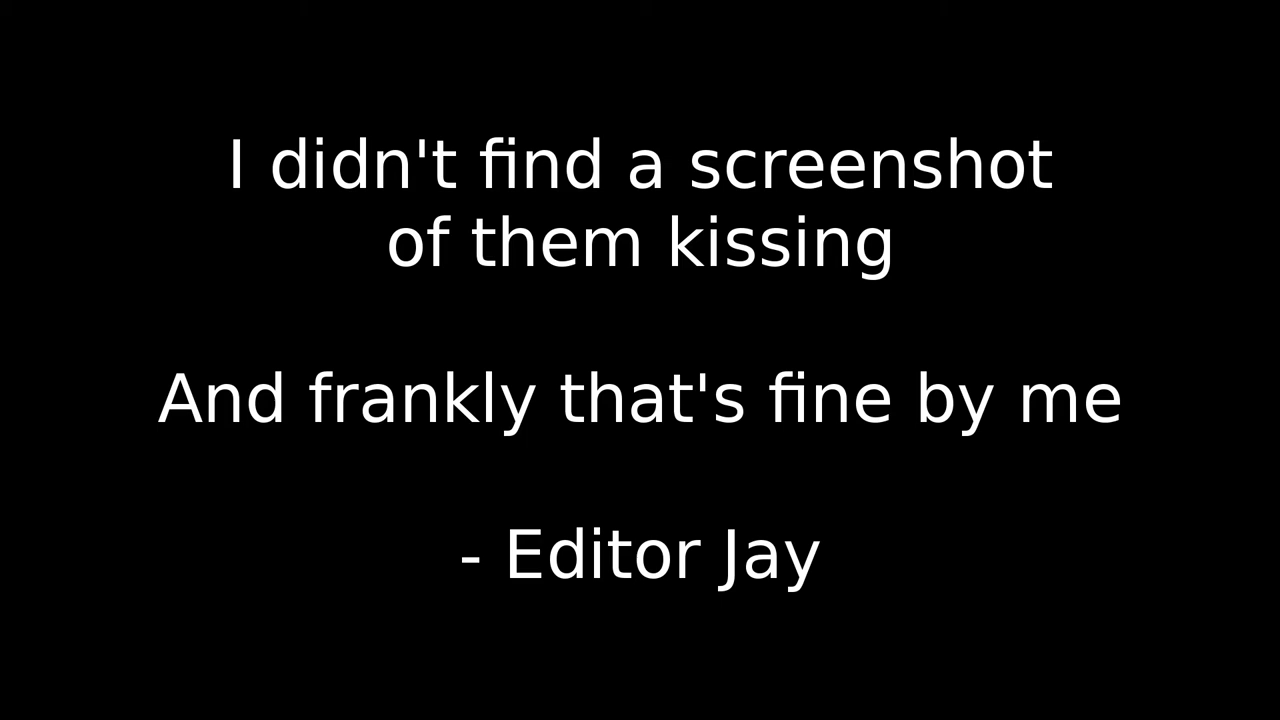 I didn't find a screenshot
of them kissing
And frankly that's fine by me
- Editor Jay